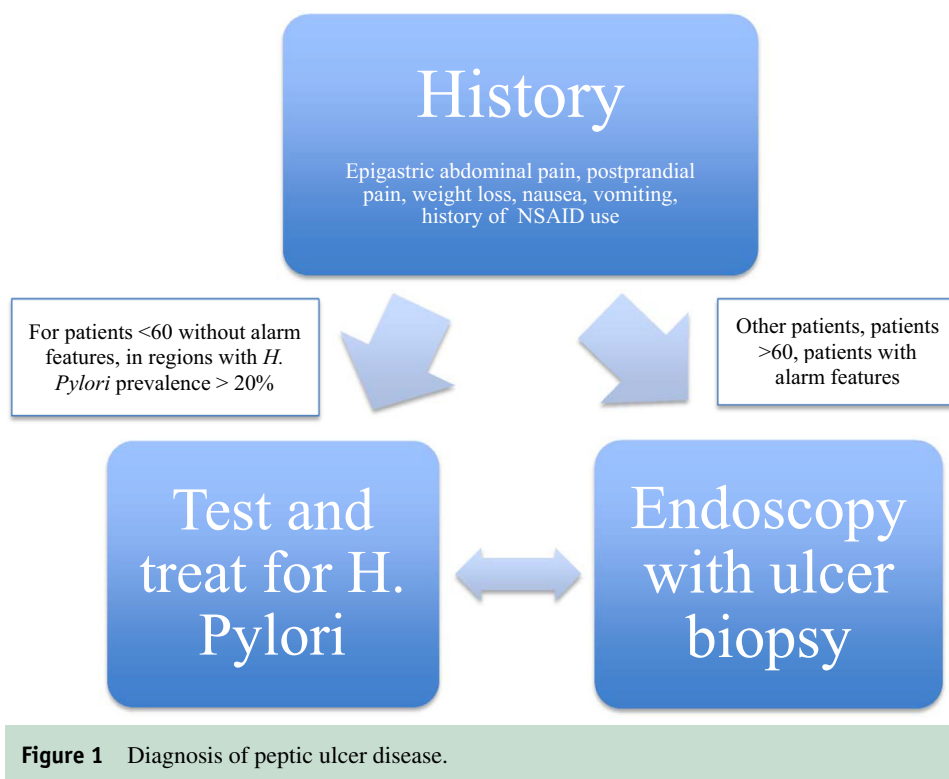 History
Epigastric abdominal pain, postprandial
pain, weight loss, nausea, vomiting,
history of NSAID use
For patients <60 without alarm
features, in regions with H.
Pylori prevalence > 20%
Other patients, patients
>60, patients with
alarm features
Test and
treat for H.
Pylori
Endoscopy
with ulcer
biopsy
Figure 1 Diagnosis of peptic ulcer disease.